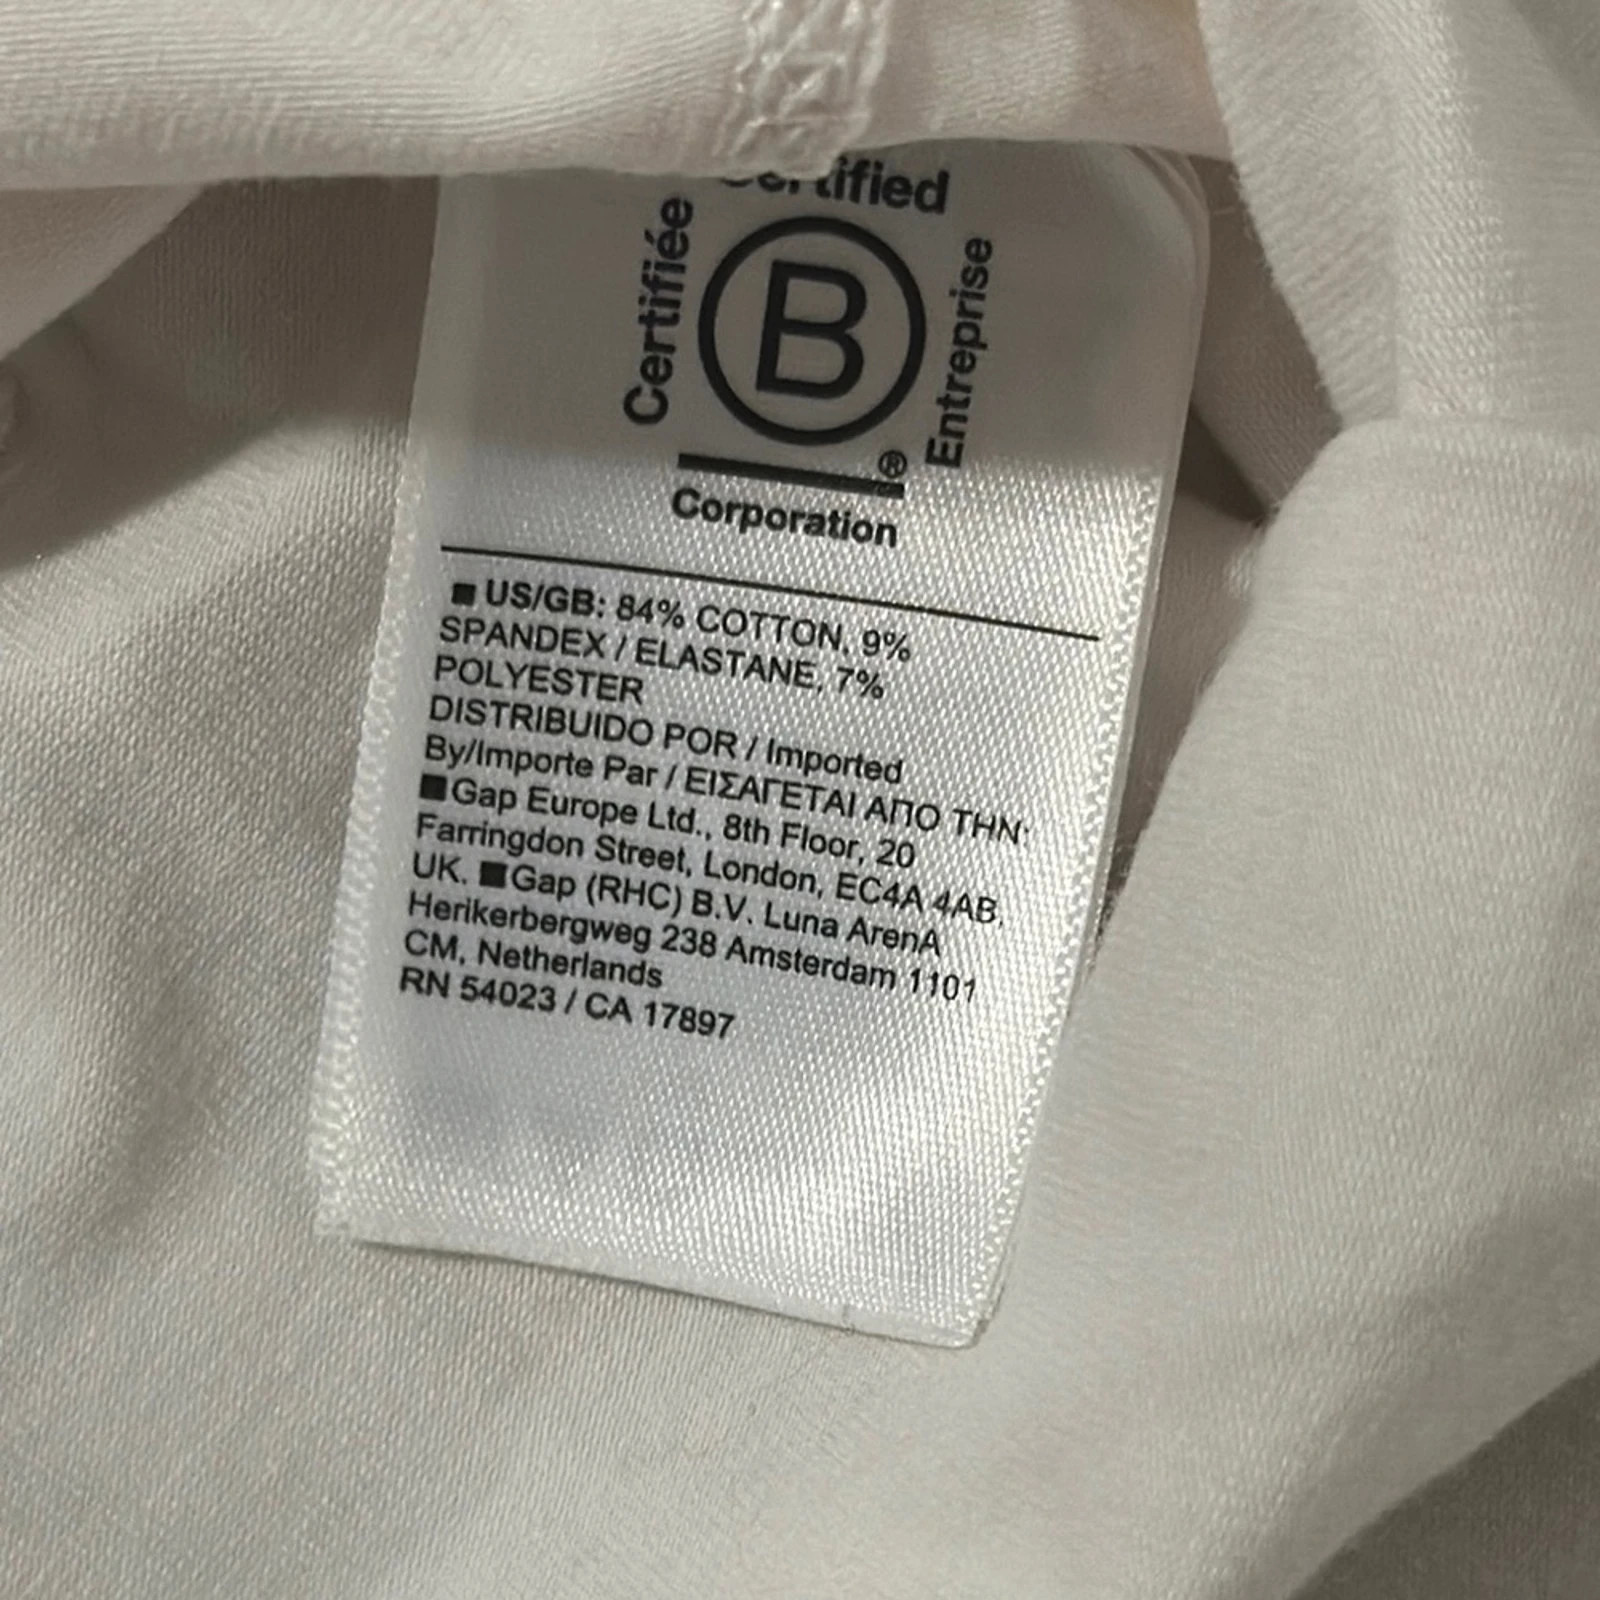 Certified
Certifiée
B
Entreprise
®
Corporation
■ US/GB: 84% COTTON, 9%
SPANDEX / ELASTANE, 7%
POLYESTER
DISTRIBUIDO POR / Imported
By/Importe Par / ΕΙΣΑΓΕΤΑΙ ΑΠΟ ΤΗΝ:
■Gap Europe Ltd., 8th Floor, 20
Farringdon Street, London, EC4A 4AB,
UK. ■Gap (RHC) B.V. Luna ArenA
Herikerbergweg 238 Amsterdam 1101
CM, Netherlands
RN 54023 / CA 17897